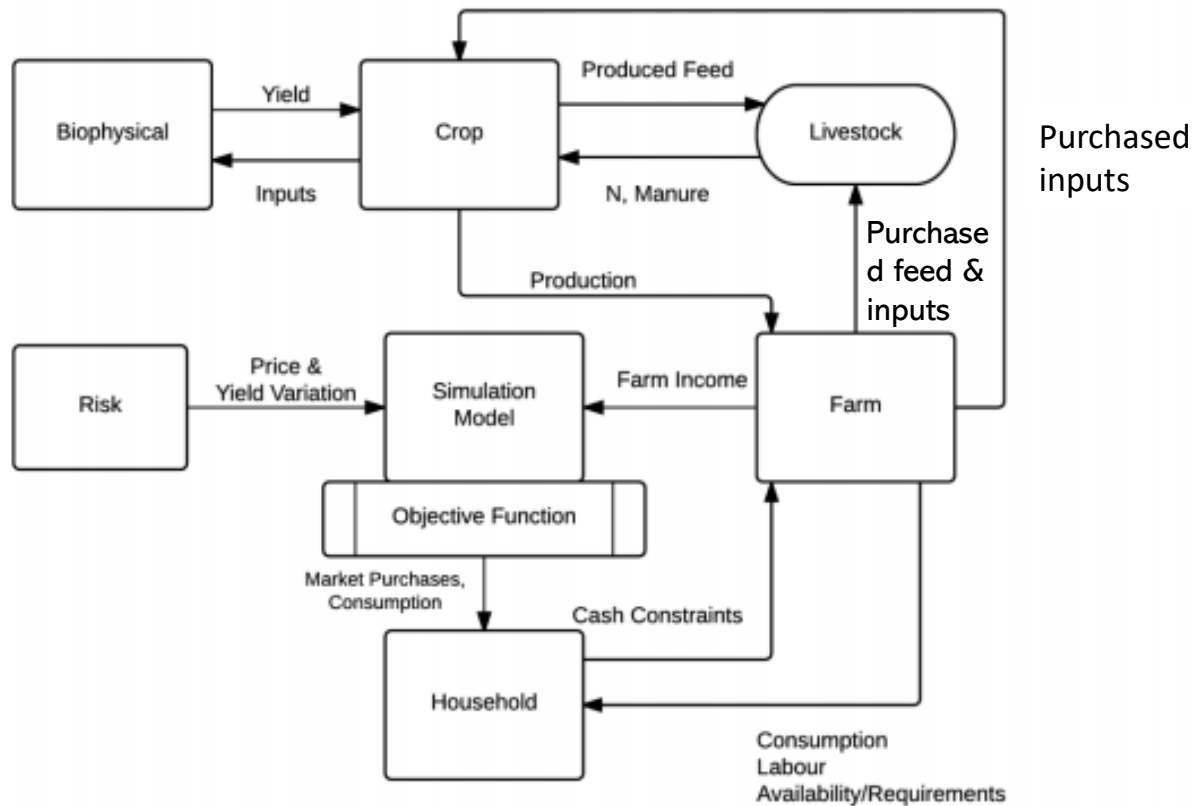 Produced Feed
Biophysical
Yield
Crop
Livestock
Purchased
inputs
Inputs
N, Manure
Purchase
d feed &
inputs
Production
Risk
Price &
Yield Variation
Simulation
Model
Farm Income
Farm
Objective Function
Market Purchases,
Consumption
Cash Constraints
Household
Consumption
Labour
Availability/Requirements